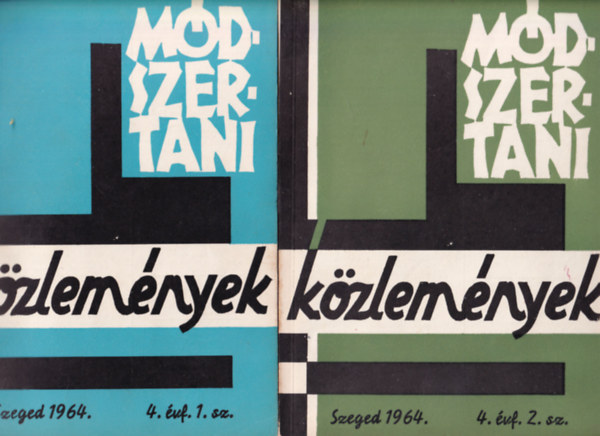 MÓD-
SZER-
TANI
özlemények
zeged 1964. 4. évf. 1. sz.
MÓD-
SZER-
TANI
közlemények
Szeged 1964. 4. évf. 2. sz.